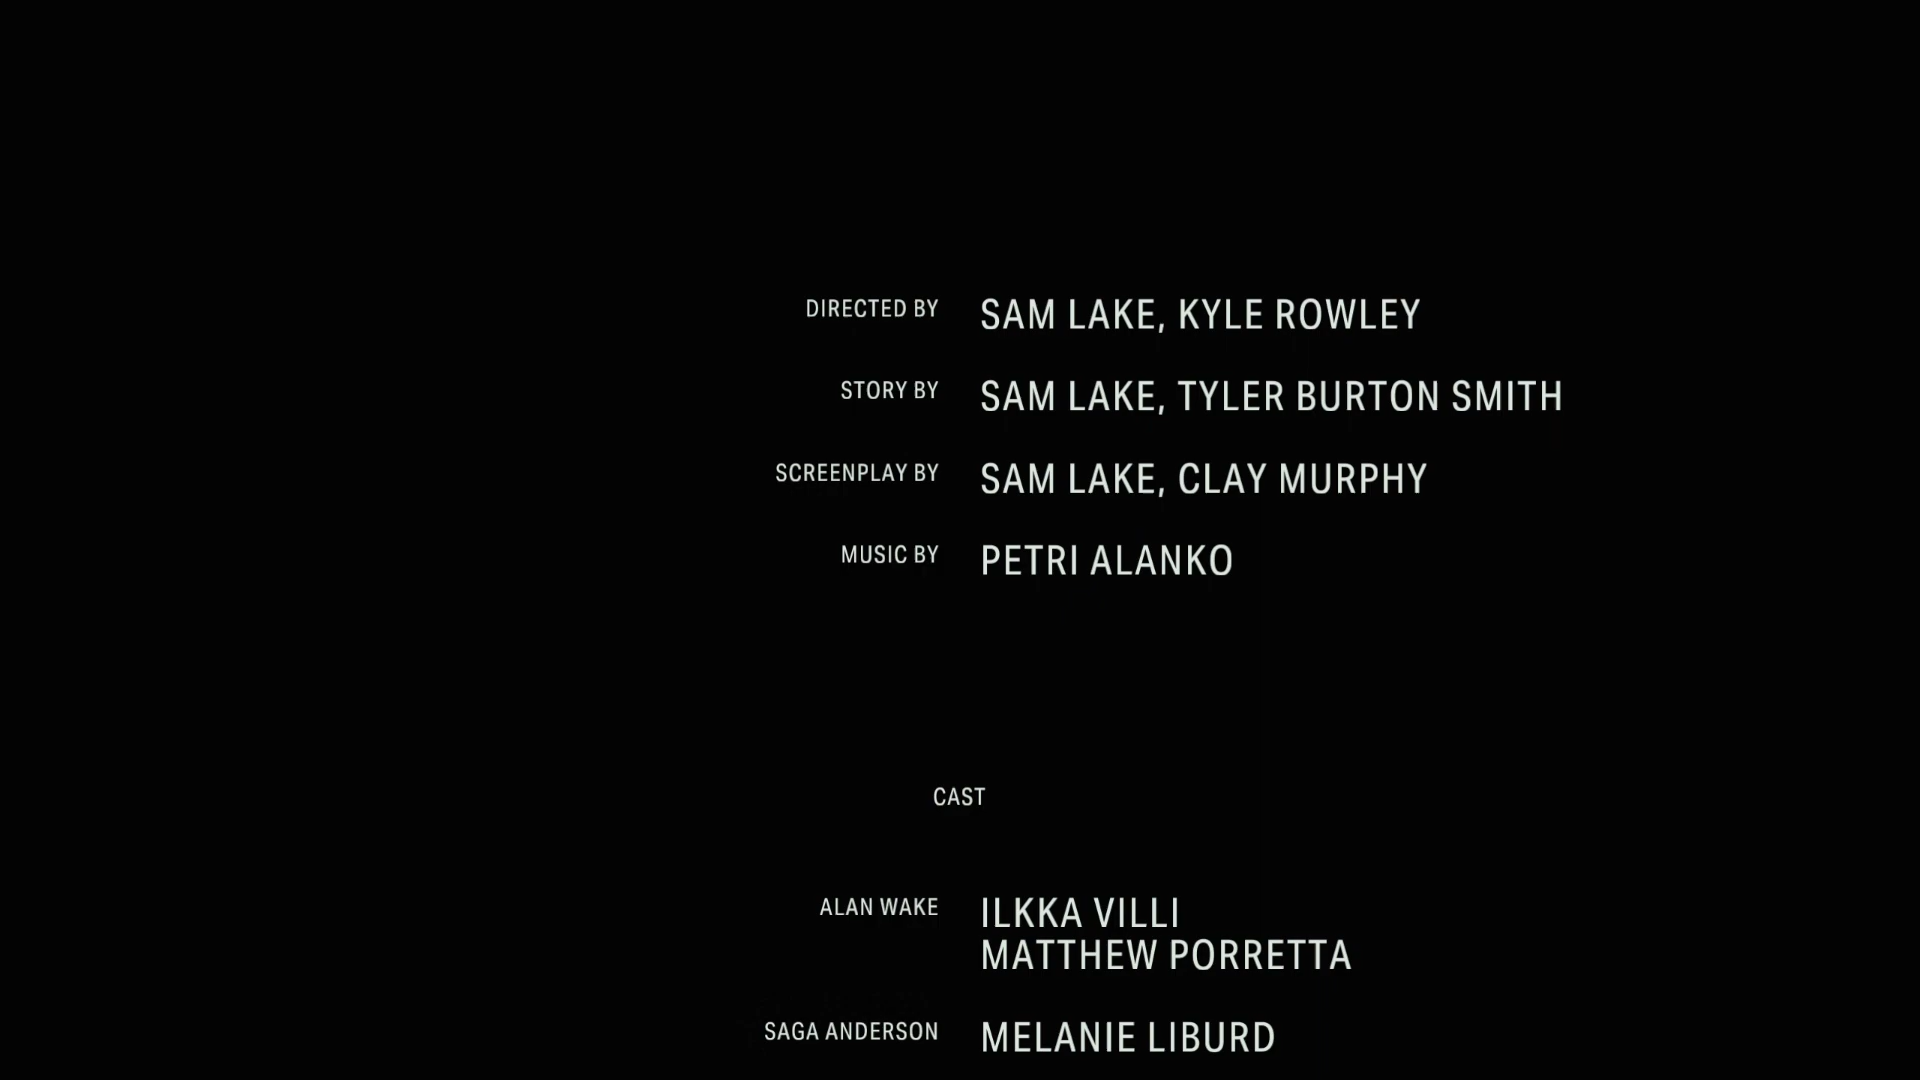 DIRECTED BY SAM LAKE, KYLE ROWLEY
STORY BY SAM LAKE, TYLER BURTON SMITH
SCREENPLAY BY SAM LAKE, CLAY MURPHY
MUSIC BY PETRI ALANKO
CAST
ALAN WAKE ILKKA VILLI
MATTHEW PORRETTA
SAGA ANDERSON MELANIE LIBURD